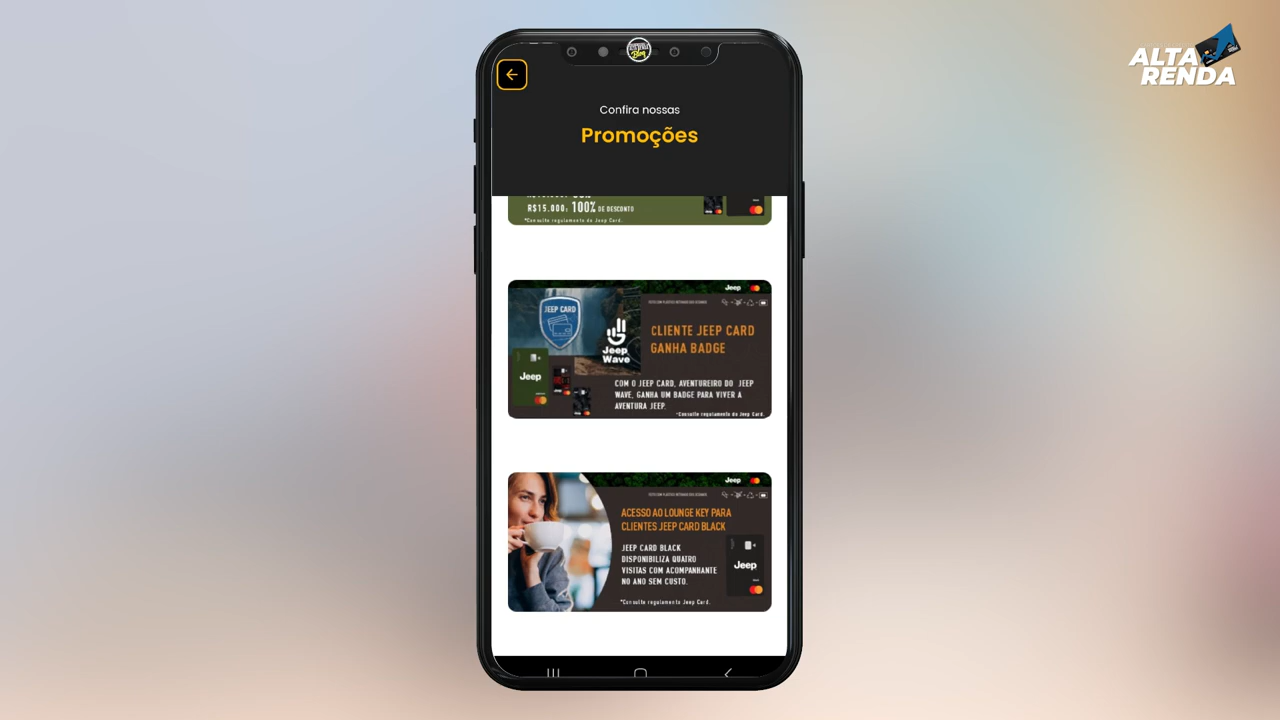 ALTA
RENDA
Blog
Confira nossas
Promoções
R$15.000: 100% DE DESCONTO
*Consulte regulamento do Jeep Card.
Jeep
JEEP CARD
Jeep
Wave
Jeep
CLIENTE JEEP CARD
GANHA BADGE
COM O JEEP CARD, AVENTUREIRO DO JEEP
WAVE, GANHA UM BADGE PARA VIVER A
AVENTURA JEEP.
*Consulte regulamento do Jeep Card.
Jeep
ACESSO AO LOUNGE KEY PARA
CLIENTES JEEP CARD BLACK
JEEP CARD BLACK
DISPONIBILIZA QUATRO
VISITAS COM ACOMPANHANTE
NO ANO SEM CUSTO.
Jeep
*Consulte regulamento Jeep Card.